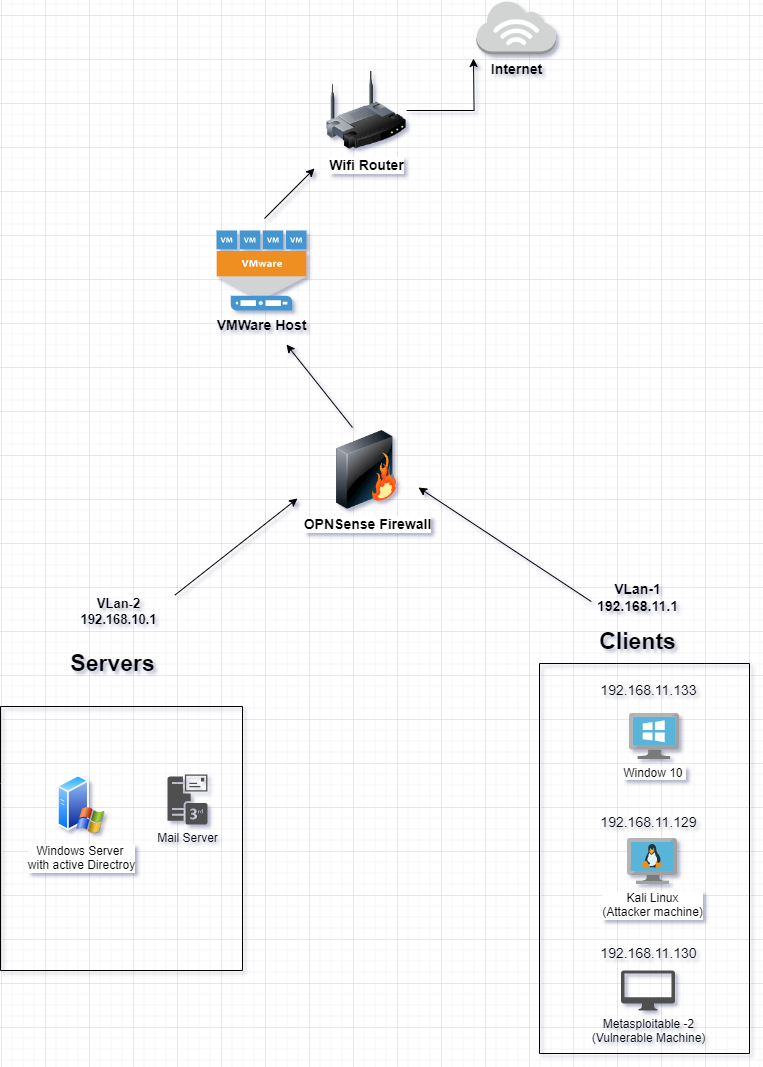 Internet
Wifi Router
VM VM VM VM
VMware
VMWare Host
OPNSense Firewall
VLan-2
192.168.10.1
Servers
Windows Server
with active Directroy
Mail Server
3rd
VLan-1
192.168.11.1
Clients
192.168.11.133
Window 10
192.168.11.129
Kali Linux
(Attacker machine)
192.168.11.130
Metasploitable -2
(Vulnerable Machine)